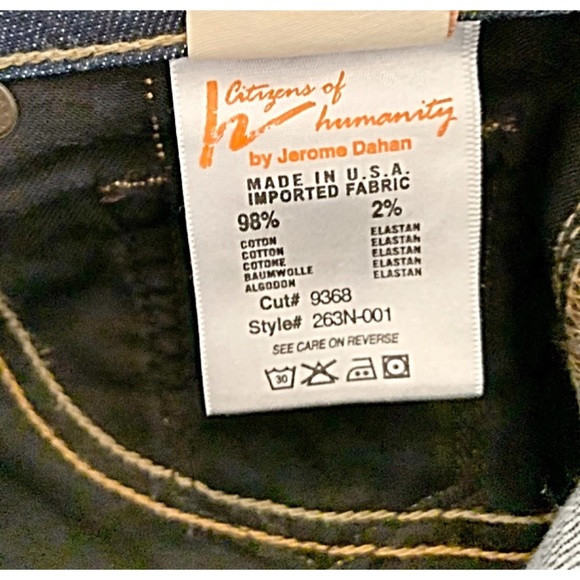 Citizens of
humanity
by Jerome Dahan
MADE IN U.S.A.
IMPORTED FABRIC
98% 2%
COTON ELASTAN
COTTON ELASTAN
COTONE ELASTAN
BAUMWOLLE ELASTAN
ALGODON ELASTAN
Cut# 9368
Style# 263N-001
SEE CARE ON REVERSE
30